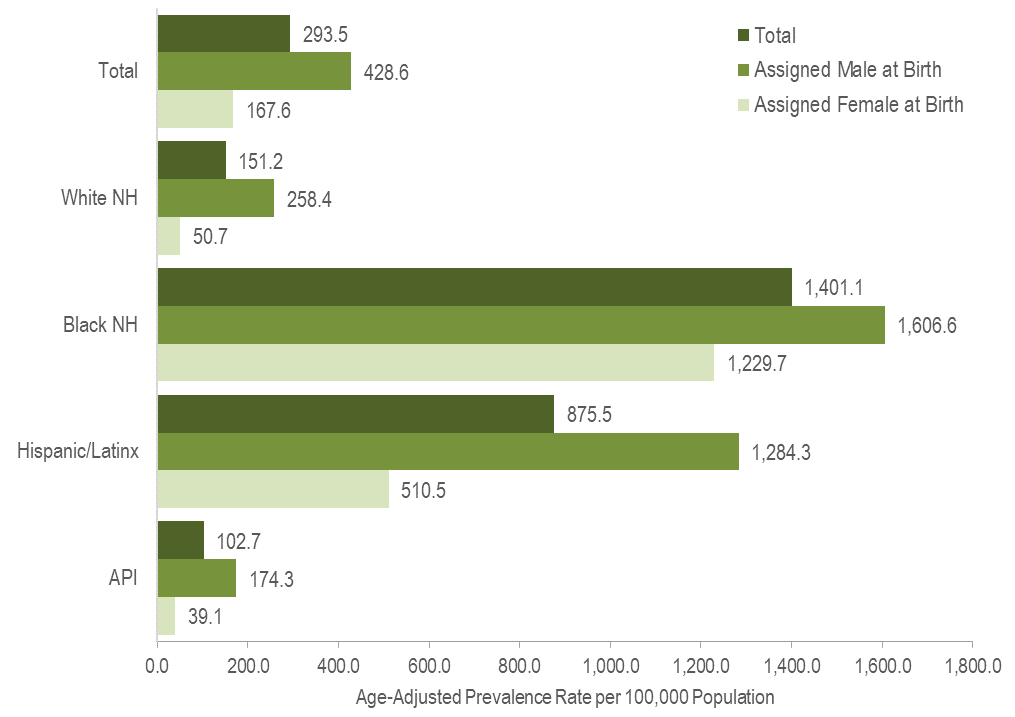 Total
Assigned Male at Birth
Assigned Female at Birth
Total
293.5
428.6
167.6
White NH
151.2
258.4
50.7
Black NH
1,401.1
1,606.6
1,229.7
Hispanic/Latinx
875.5
1,284.3
510.5
API
102.7
174.3
39.1
0.0 200.0 400.0 600.0 800.0 1,000.0 1,200.0 1,400.0 1,600.0 1,800.0
Age-Adjusted Prevalence Rate per 100,000 Population